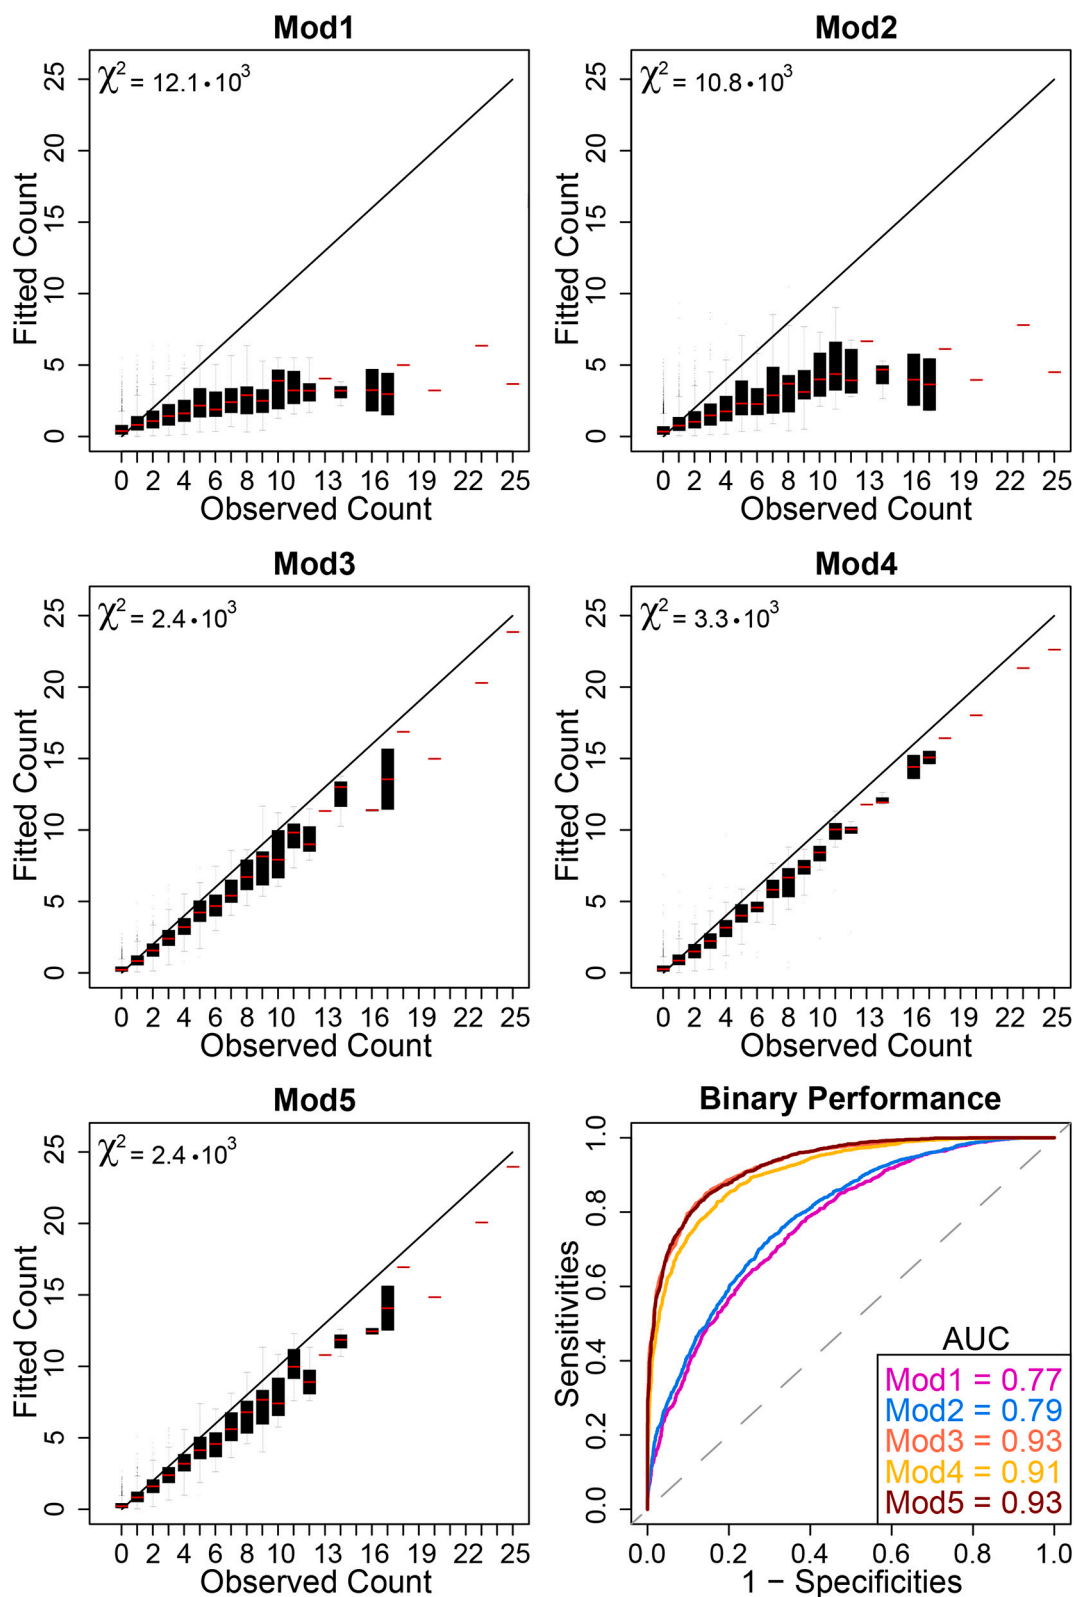 Mod1
χ² = 12.1•10³
Fitted Count
0 5 10 15 20 25
0 2 4 6 8 10 13 16 19 22 25
Observed Count
Mod2
χ² = 10.8•10³
Fitted Count
0 5 10 15 20 25
0 2 4 6 8 10 13 16 19 22 25
Observed Count
Mod3
χ² = 2.4•10³
Fitted Count
0 5 10 15 20 25
0 2 4 6 8 10 13 16 19 22 25
Observed Count
Mod4
χ² = 3.3•10³
Fitted Count
0 5 10 15 20 25
0 2 4 6 8 10 13 16 19 22 25
Observed Count
Mod5
χ² = 2.4•10³
Fitted Count
0 5 10 15 20 25
0 2 4 6 8 10 13 16 19 22 25
Observed Count
Binary Performance
Sensitivities
0.0 0.2 0.4 0.6 0.8 1.0
AUC
Mod1 = 0.77
Mod2 = 0.79
Mod3 = 0.93
Mod4 = 0.91
Mod5 = 0.93
0.0 0.2 0.4 0.6 0.8 1.0
1 − Specificities